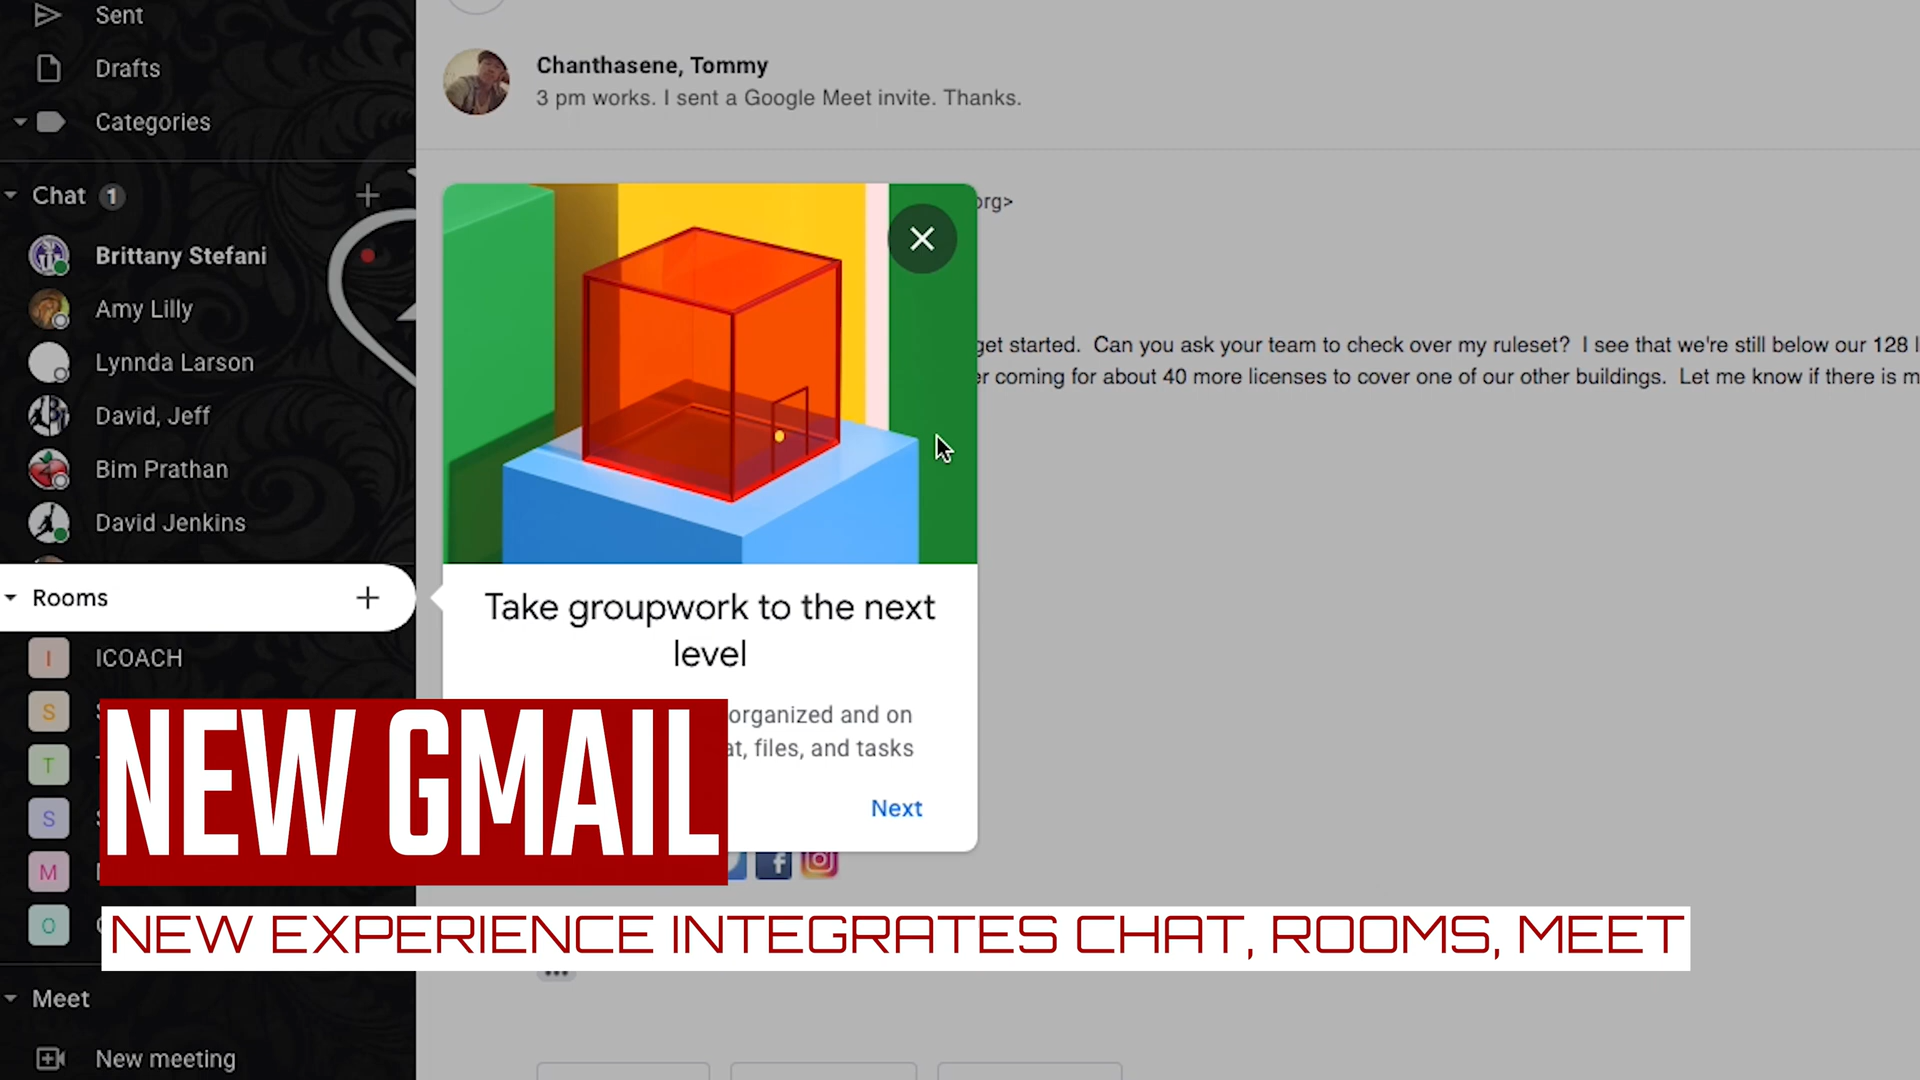 Sent
Drafts
Categories
Chat 1
Brittany Stefani
Amy Lilly
Lynnda Larson
David, Jeff
Bim Prathan
David Jenkins
Rooms
I ICOACH
S
T
S
M
O
Meet
New meeting
Chanthasene, Tommy
3 pm works. I sent a Google Meet invite. Thanks.
org>
get started. Can you ask your team to check over my ruleset? I see that we're still below our 128 l
er coming for about 40 more licenses to cover one of our other buildings. Let me know if there is m
Take groupwork to the next
level
organized and on
at, files, and tasks
Next
NEW GMAIL
NEW EXPERIENCE INTEGRATES CHAT, ROOMS, MEET